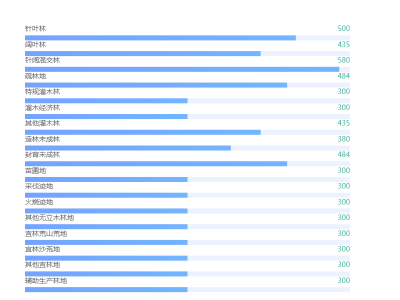 针叶林 500
阔叶林 435
针阔混交林 580
疏林地 484
特规灌木林 300
灌木经济林 300
其他灌木林 435
造林未成林 380
封育未成林 484
苗圃地 300
采伐迹地 300
火烧迹地 300
其他无立木林地 300
宜林荒山荒地 300
宜林沙荒地 300
其他宜林地 300
辅助生产林地 300